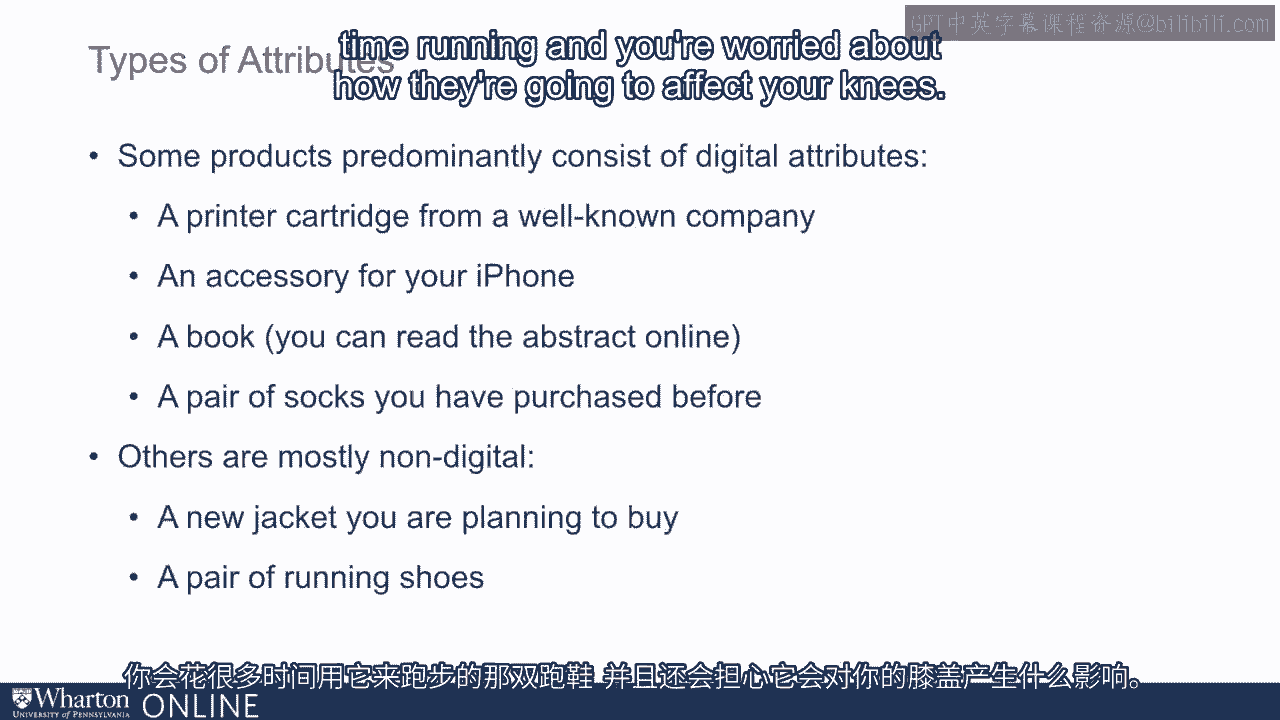 GPT中英字幕课程资源@bilibili.com
Types of Attributes
time running and you're worried about
how they're going to affect your knees.
• Some products predominantly consist of digital attributes:
• A printer cartridge from a well-known company
• An accessory for your iPhone
• A book (you can read the abstract online)
• A pair of socks you have purchased before
• Others are mostly non-digital:
• A new jacket you are planning to buy
• A pair of running shoes
你会花很多时间用它来跑步的那双跑鞋 并且还会担心它会对你的膝盖产生什么影响。
Wharton ONLINE
UNIVERSITY of PENNSYLVANIA